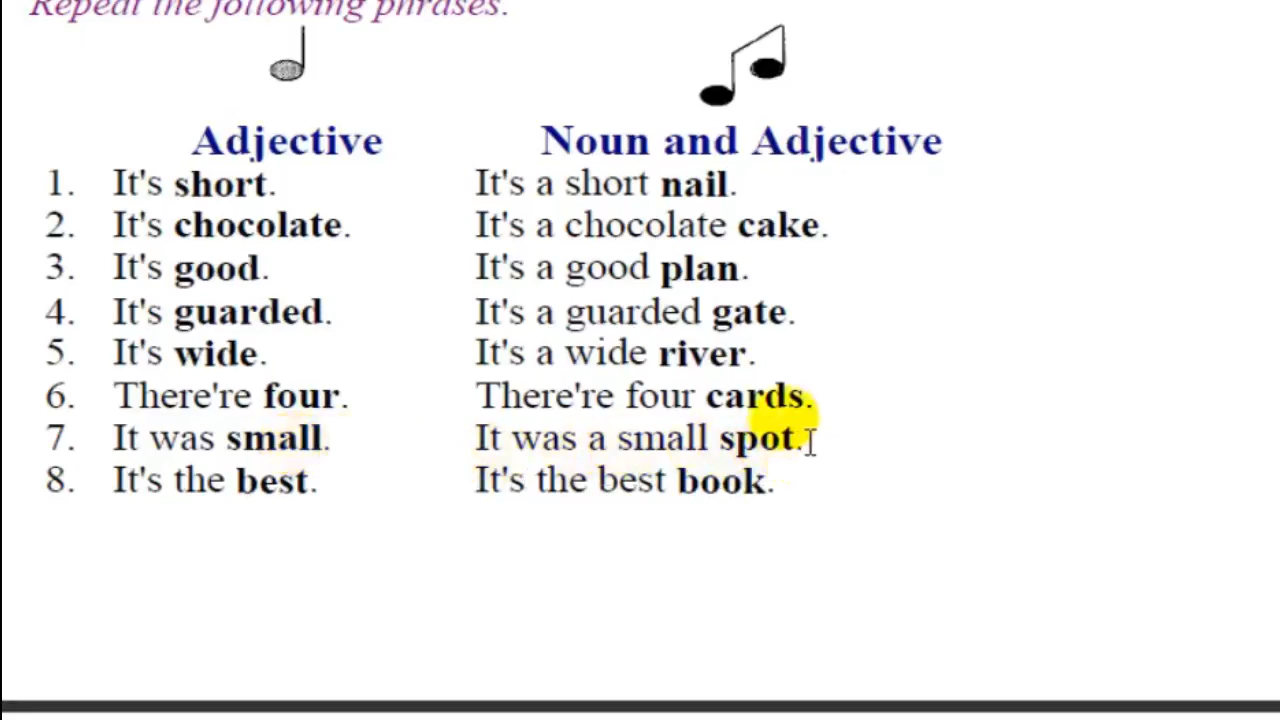 Repeat the following phrases.
Adjective Noun and Adjective
1. It's short. It's a short nail.
2. It's chocolate. It's a chocolate cake.
3. It's good. It's a good plan.
4. It's guarded. It's a guarded gate.
5. It's wide. It's a wide river.
6. There're four. There're four cards.
7. It was small. It was a small spot.
8. It's the best. It's the best book.